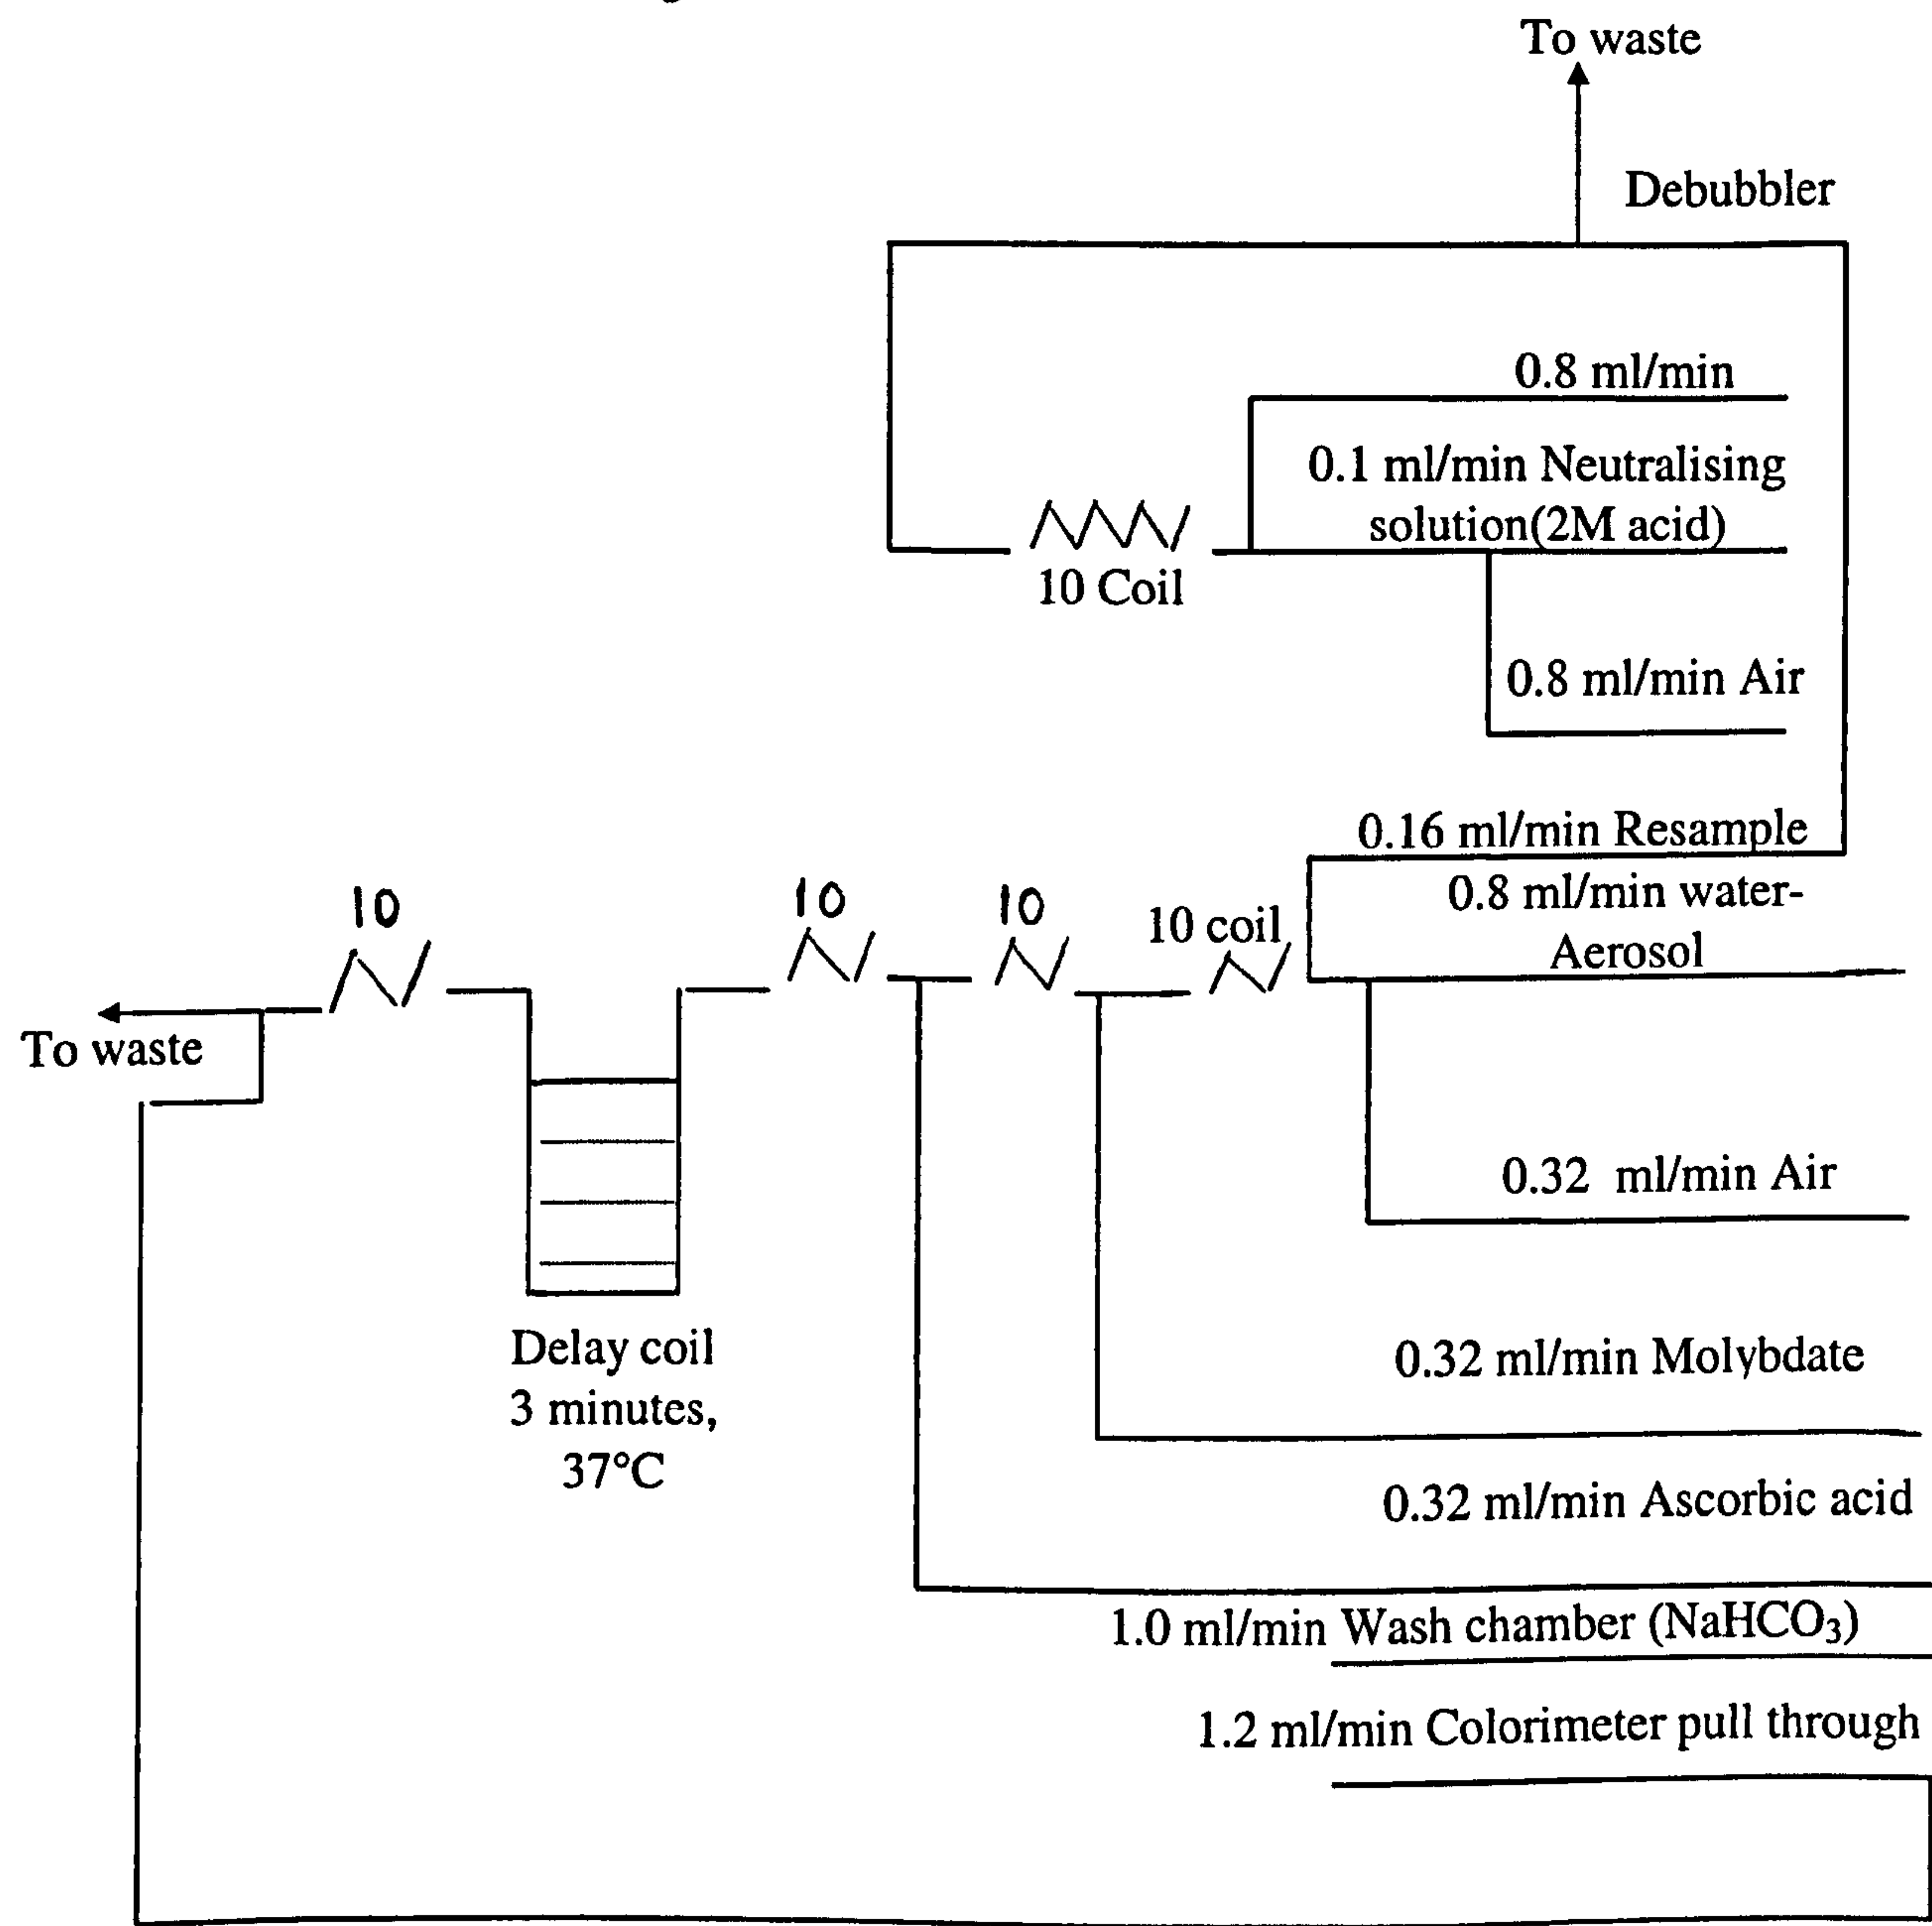 To waste
Debubbler
0.8 ml/min
0.1 ml/min Neutralising
solution(2M acid)
10 Coil
0.8 ml/min Air
0.16 ml/min Resample
0.8 ml/min water-
Aerosol
10
10
10
10 coil
To waste
0.32 ml/min Air
Delay coil
3 minutes,
37°C
0.32 ml/min Molybdate
0.32 ml/min Ascorbic acid
1.0 ml/min Wash chamber (NaHCO₃)
1.2 ml/min Colorimeter pull through